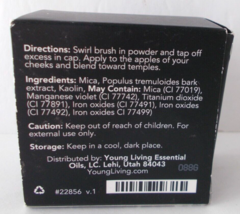 Directions: Swirl brush in powder and tap off
excess in cap. Apply to the apples of
your cheeks and blend toward temples.
Ingredients: Mica, Populus tremuloides bark
extract, Kaolin, May Contain: Mica (CI 77019),
Manganese violet (CI 77742), Titanium dioxide
(CI 77891), Iron oxides (CI 77491), Iron oxides
(CI 77492), Iron oxides (CI 77499)
Caution: Keep out of reach of children. For
external use only.
Storage: Keep in a cool, dark place.
Distributed by: Young Living Essential
Oils, LC. Lehi, Utah 84043
YoungLiving.com
#22856 v.1